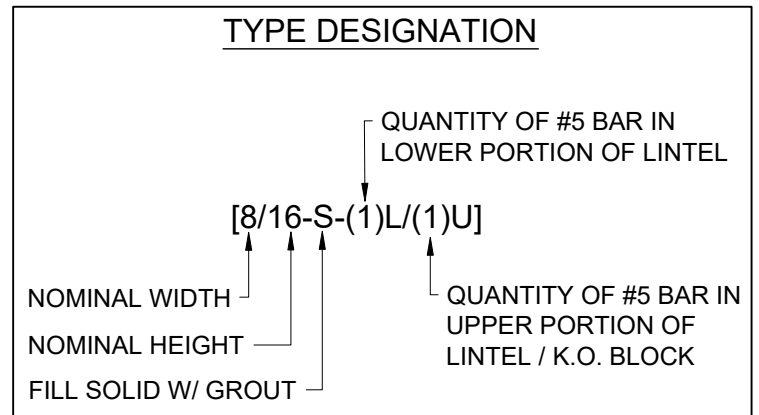 TYPE DESIGNATION
QUANTITY OF #5 BAR IN
LOWER PORTION OF LINTEL
[8/16-S-(1)L/(1)U]
NOMINAL WIDTH
NOMINAL HEIGHT
FILL SOLID W/ GROUT
QUANTITY OF #5 BAR IN
UPPER PORTION OF
LINTEL / K.O. BLOCK